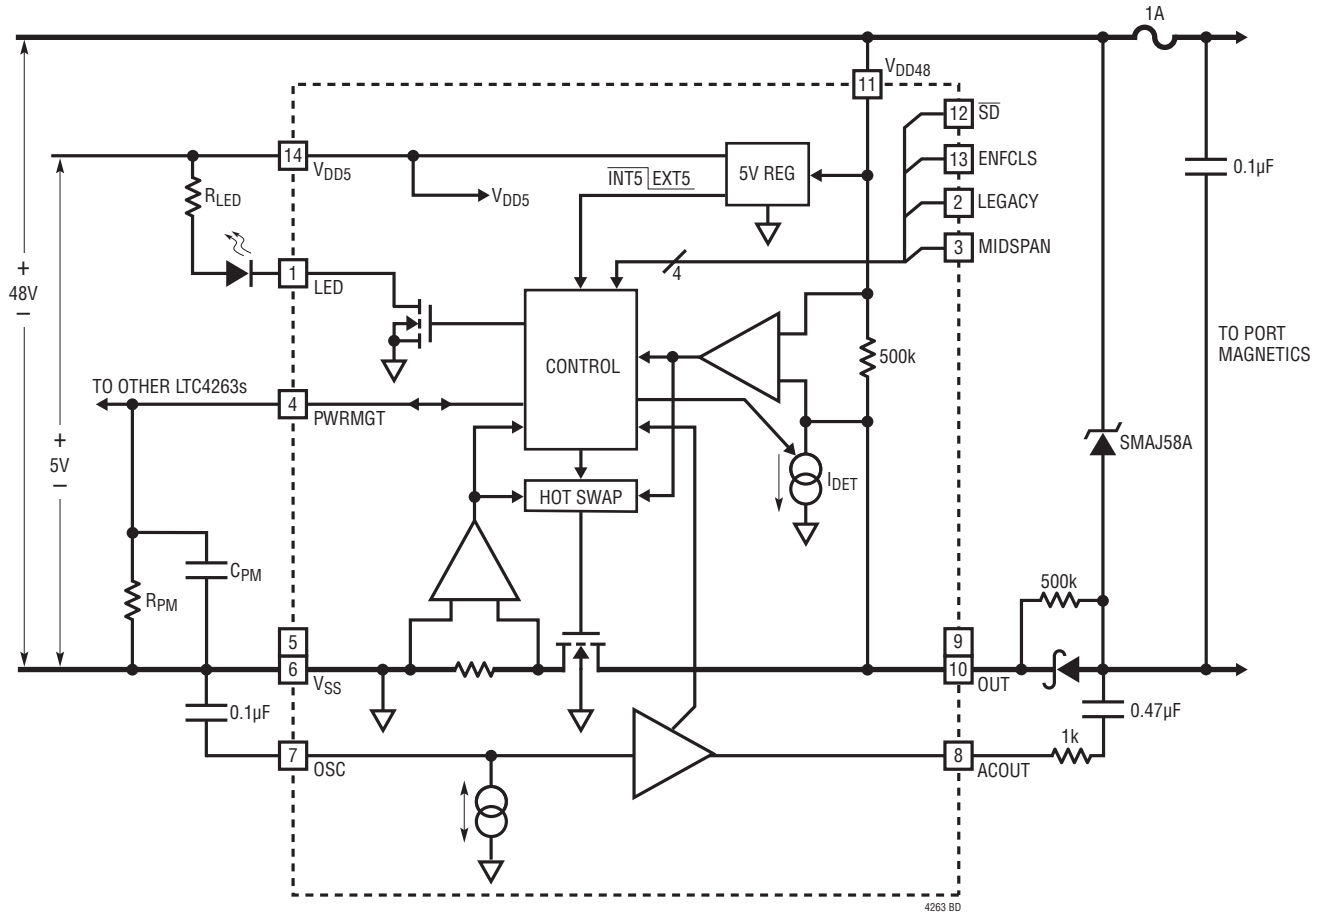 1A
VDD48
11
12
SD
14
VDD5
INT5
EXT5
5V REG
13
ENFCLS
0.1µF
RLED
VDD5
2
LEGACY
3
MIDSPAN
4
+
48V
–
1
LED
CONTROL
500k
TO PORT
MAGNETICS
TO OTHER LTC4263s
4
PWRMGT
+
5V
–
SMAJ58A
IDET
HOT SWAP
CPM
RPM
500k
5
6
VSS
9
10
OUT
0.1µF
0.47µF
1k
7
OSC
8
ACOUT
4263 BD